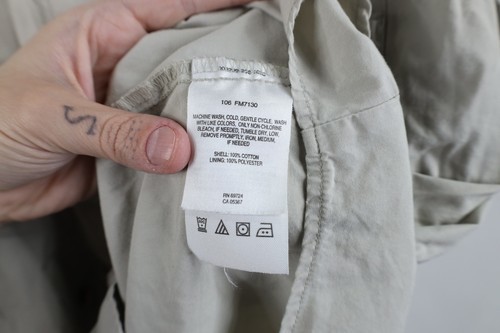 106 FM7130
MACHINE WASH, COLD, GENTLE CYCLE. WASH
WITH LIKE COLORS. ONLY NON-CHLORINE
BLEACH, IF NEEDED, TUMBLE DRY, LOW,
REMOVE PROMPTLY, IRON, MEDIUM,
IF NEEDED
SHELL: 100% COTTON
LINING: 100% POLYESTER
RN 69724
CA 05367